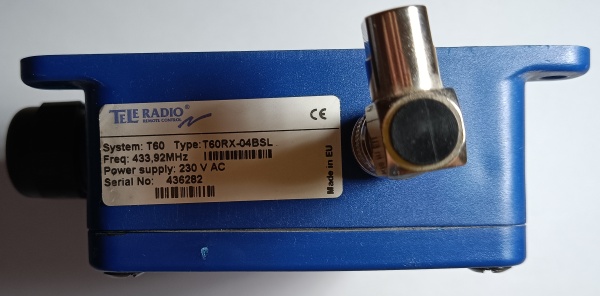 TELE RADIO
REMOTE CONTROL
CE
System: T60 Type: T60RX-04BSL
Freq: 433,92MHz
Power supply: 230 V AC
Serial No: 436282
Made in EU